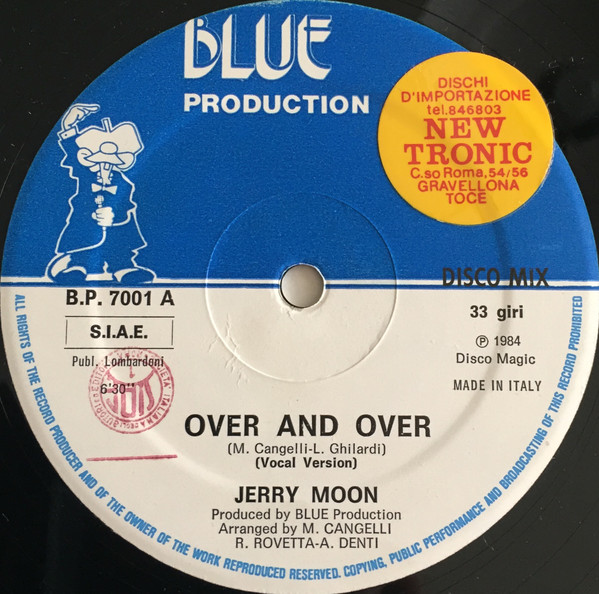 BLUE
PRODUCTION
DISCHI
D'IMPORTAZIONE
tel.846803
NEW
TRONIC
C.so Roma,54/56
GRAVELLONA
TOCE
B.P. 7001 A
S.I.A.E.
Publ. Lombardoni
6'30''
DISCO MIX
33 giri
℗ 1984
Disco Magic
MADE IN ITALY
OVER AND OVER
(M. Cangelli-L. Ghilardi)
(Vocal Version)
JERRY MOON
Produced by BLUE Production
Arranged by M. CANGELLI
R. ROVETTA-A. DENTI
ALL RIGHTS OF THE RECORD PRODUCER AND OF THE OWNER OF THE WORK REPRODUCED RESERVED. COPYING, PUBLIC PERFORMANCE AND BROADCASTING OF THIS RECORD PROHIBITED